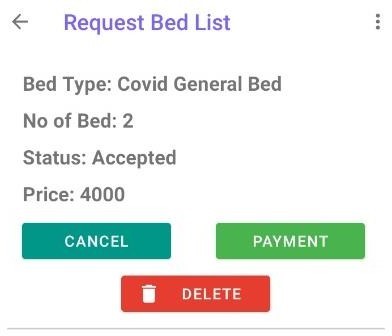 Request Bed List
Bed Type: Covid General Bed
No of Bed: 2
Status: Accepted
Price: 4000
CANCEL PAYMENT
DELETE